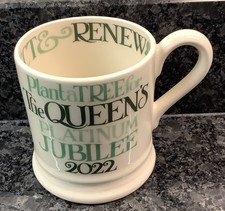 & RENEW
Plant a TREE for
The QUEEN'S
PLATINUM
JUBILEE
2022